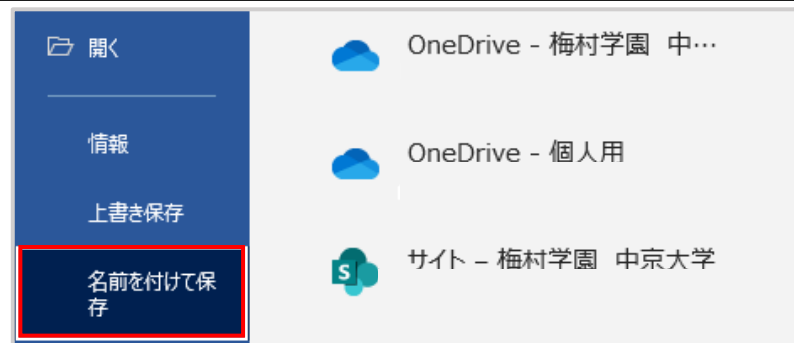 開く
情報
上書き保存
名前を付けて保
存
OneDrive - 梅村学園 中…
OneDrive - 個人用
S
サイト – 梅村学園 中京大学